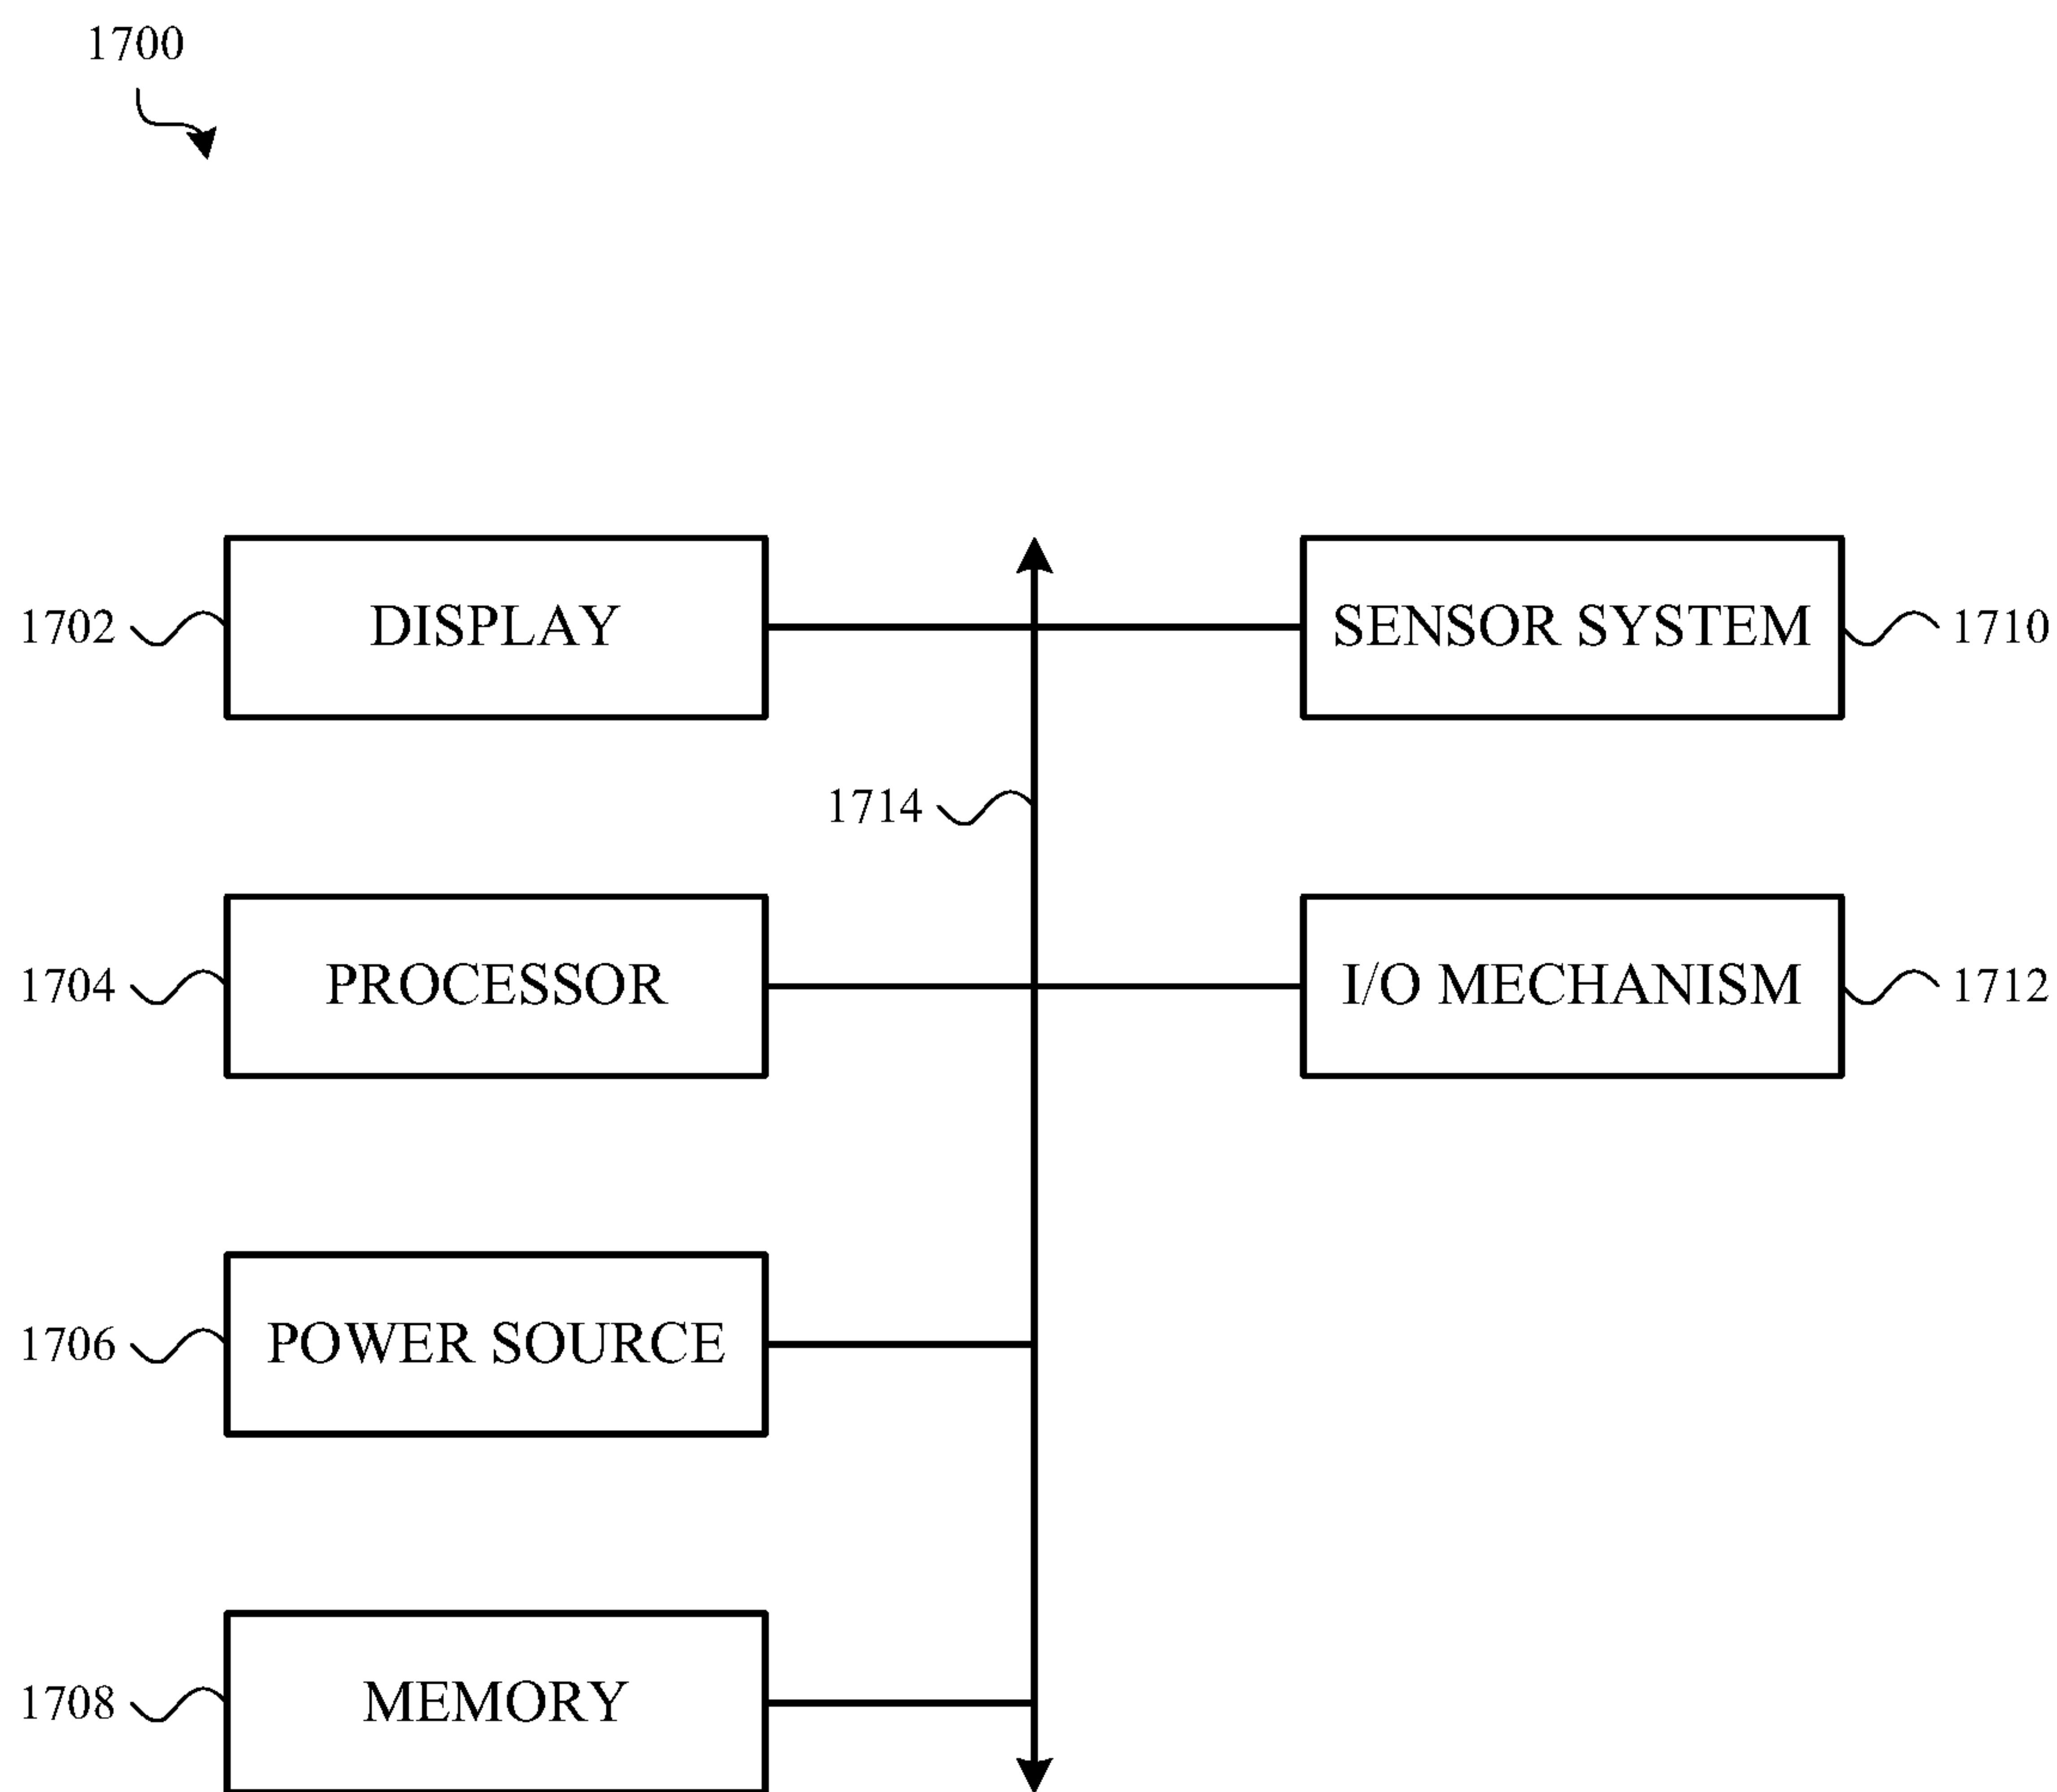 1700
1702 DISPLAY SENSOR SYSTEM 1710
1714
1704 PROCESSOR I/O MECHANISM 1712
1706 POWER SOURCE
1708 MEMORY